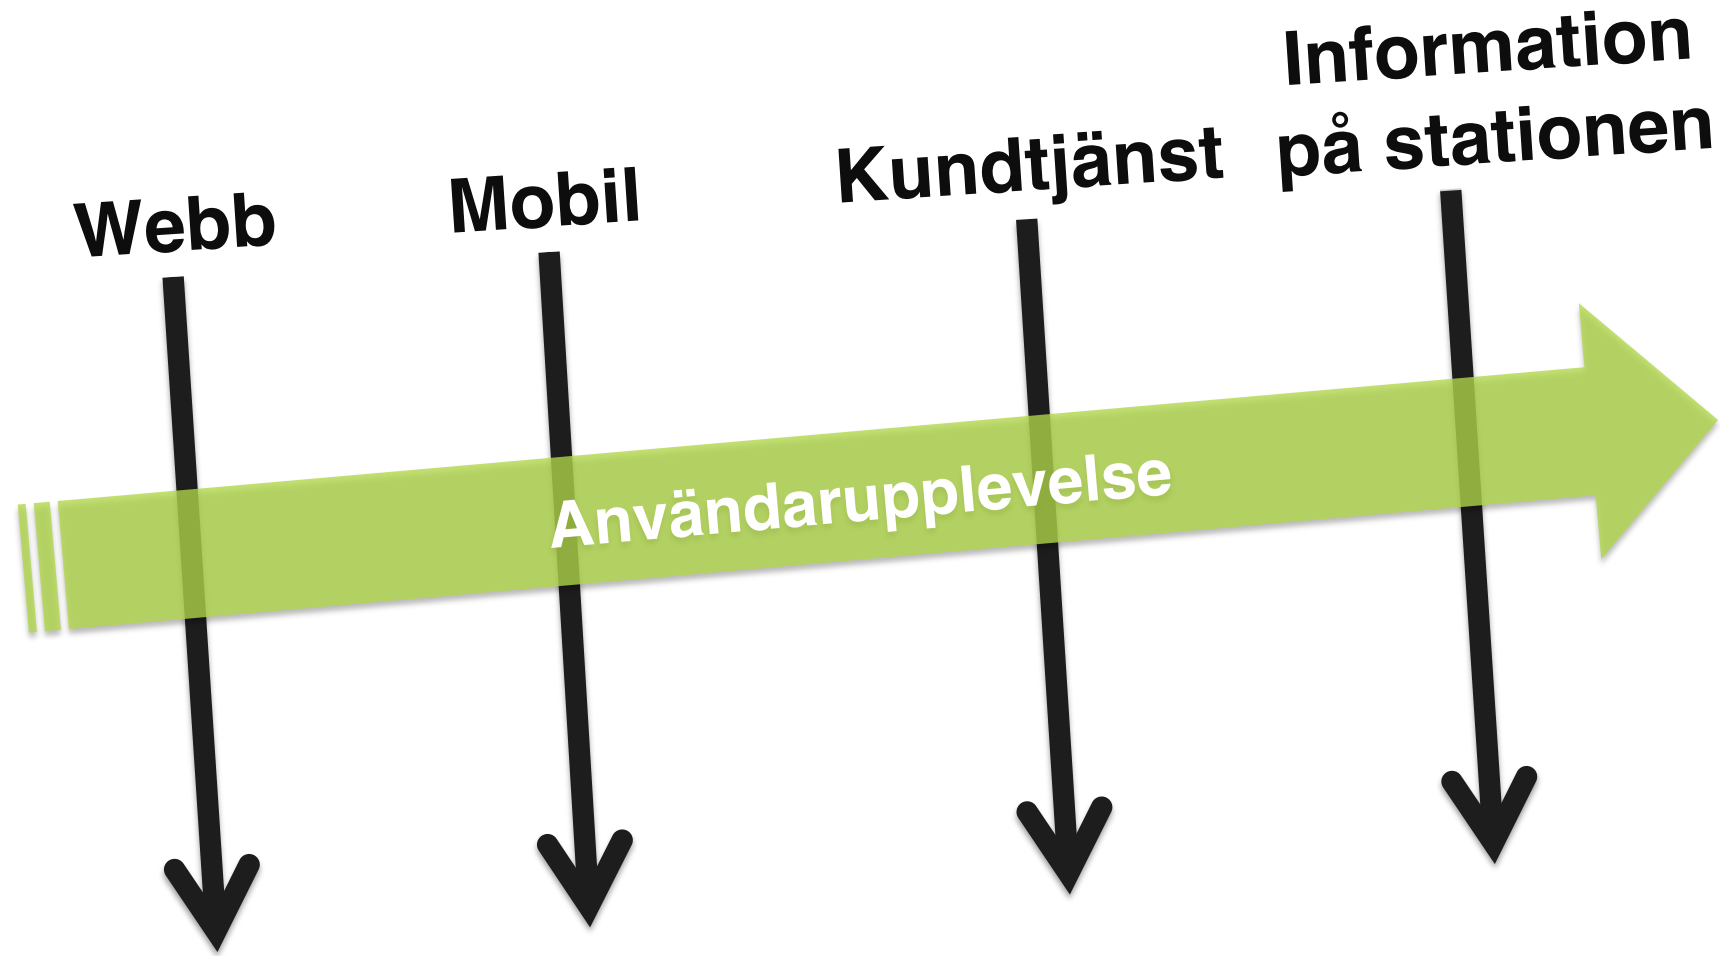 Webb
Mobil
Kundtjänst
Information
på stationen
Användarupplevelse